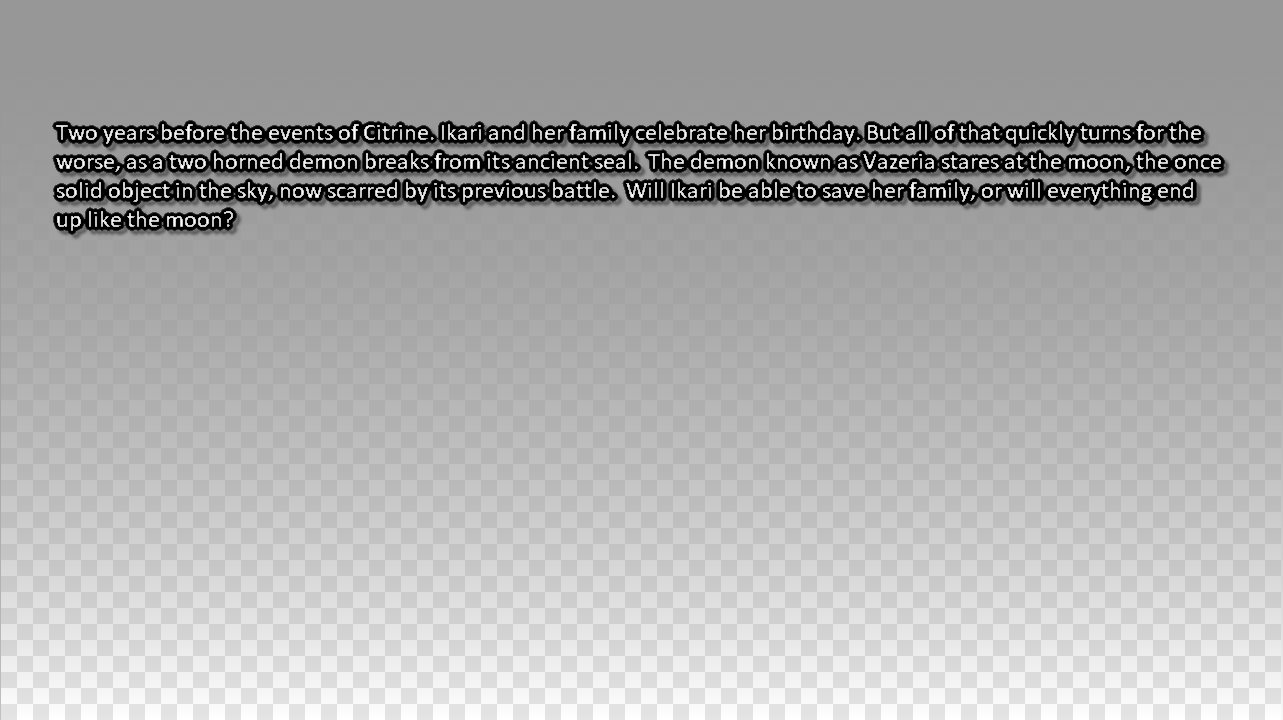 Two years before the events of Citrine. Ikari and her family celebrate her birthday. But all of that quickly turns for the
worse, as a two horned demon breaks from its ancient seal.  The demon known as Vazeria stares at the moon, the once
solid object in the sky, now scarred by its previous battle.  Will Ikari be able to save her family, or will everything end
up like the moon?